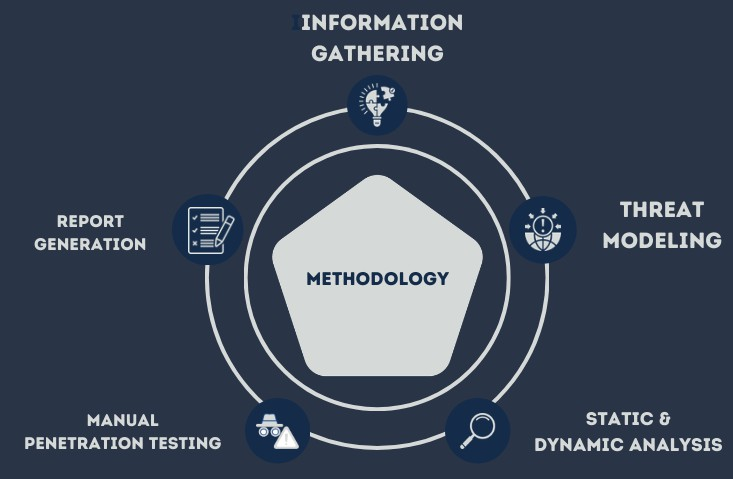 INFORMATION
GATHERING
THREAT
MODELING
STATIC &
DYNAMIC ANALYSIS
MANUAL
PENETRATION TESTING
REPORT
GENERATION
METHODOLOGY